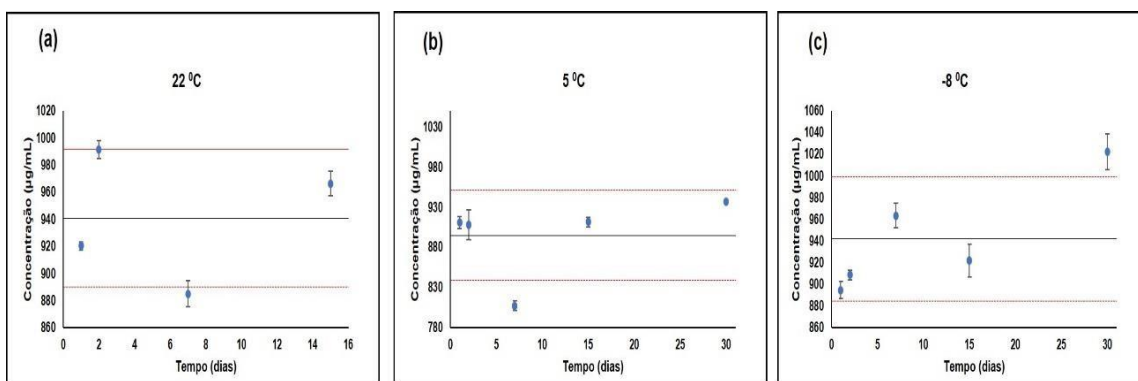 (a)
22 ⁰C
Concentração (µg/mL)
1020
1000
980
960
940
920
900
880
860
0 2 4 6 8 10 12 14 16
Tempo (dias)
(b)
5 ⁰C
Concentração (µg/mL)
1030
980
930
880
830
780
0 5 10 15 20 25 30
Tempo (dias)
(c)
-8 ⁰C
Concentração (µg/mL)
1060
1040
1020
1000
980
960
940
920
900
880
860
0 5 10 15 20 25 30
Tempo (dias)